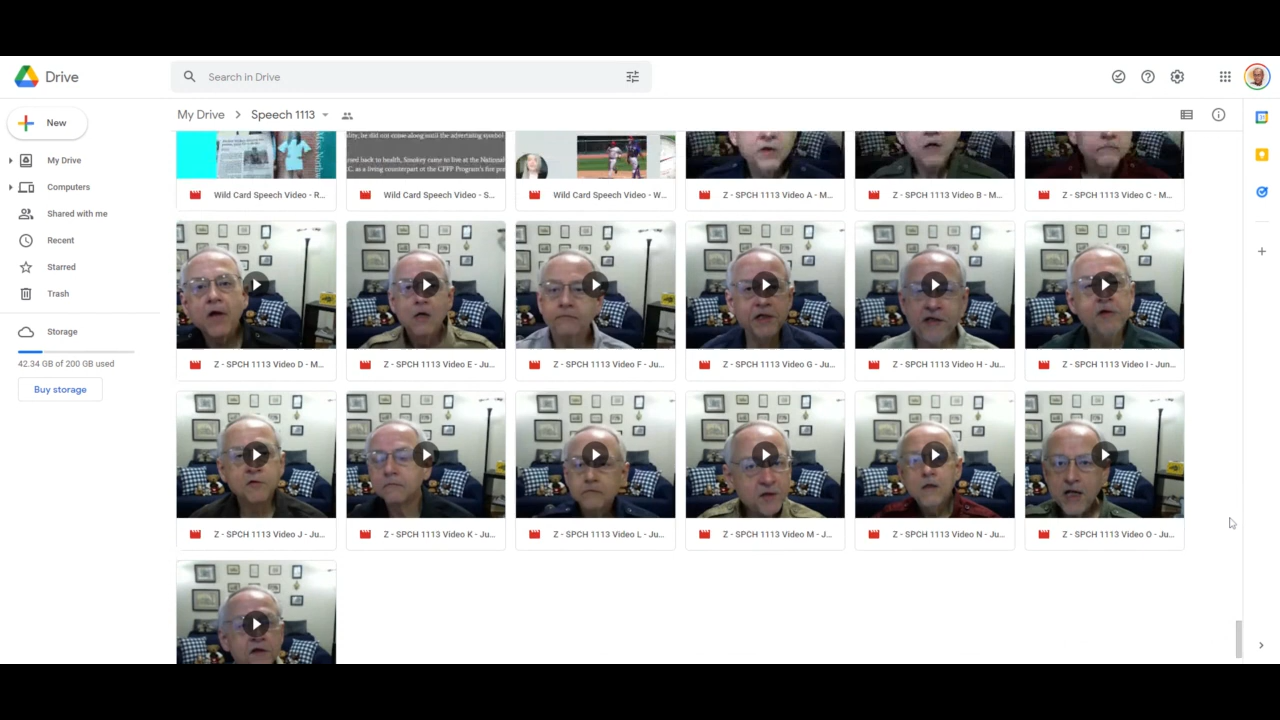 Drive
Search in Drive
New
My Drive
Computers
Shared with me
Recent
Starred
Trash
Storage
42.34 GB of 200 GB used
Buy storage
My Drive
Speech 1113
Wild Card Speech Video - R...
Wild Card Speech Video - S...
Wild Card Speech Video - W...
Z - SPCH 1113 Video A - M...
Z - SPCH 1113 Video B - M...
Z - SPCH 1113 Video C - M...
Z - SPCH 1113 Video D - M...
Z - SPCH 1113 Video E - Ju...
Z - SPCH 1113 Video F - Ju...
Z - SPCH 1113 Video G - Ju...
Z - SPCH 1113 Video H - Ju...
Z - SPCH 1113 Video I - Jun...
Z - SPCH 1113 Video J - Ju...
Z - SPCH 1113 Video K - Ju...
Z - SPCH 1113 Video L - Ju...
Z - SPCH 1113 Video M - J...
Z - SPCH 1113 Video N - Ju...
Z - SPCH 1113 Video O - Ju...